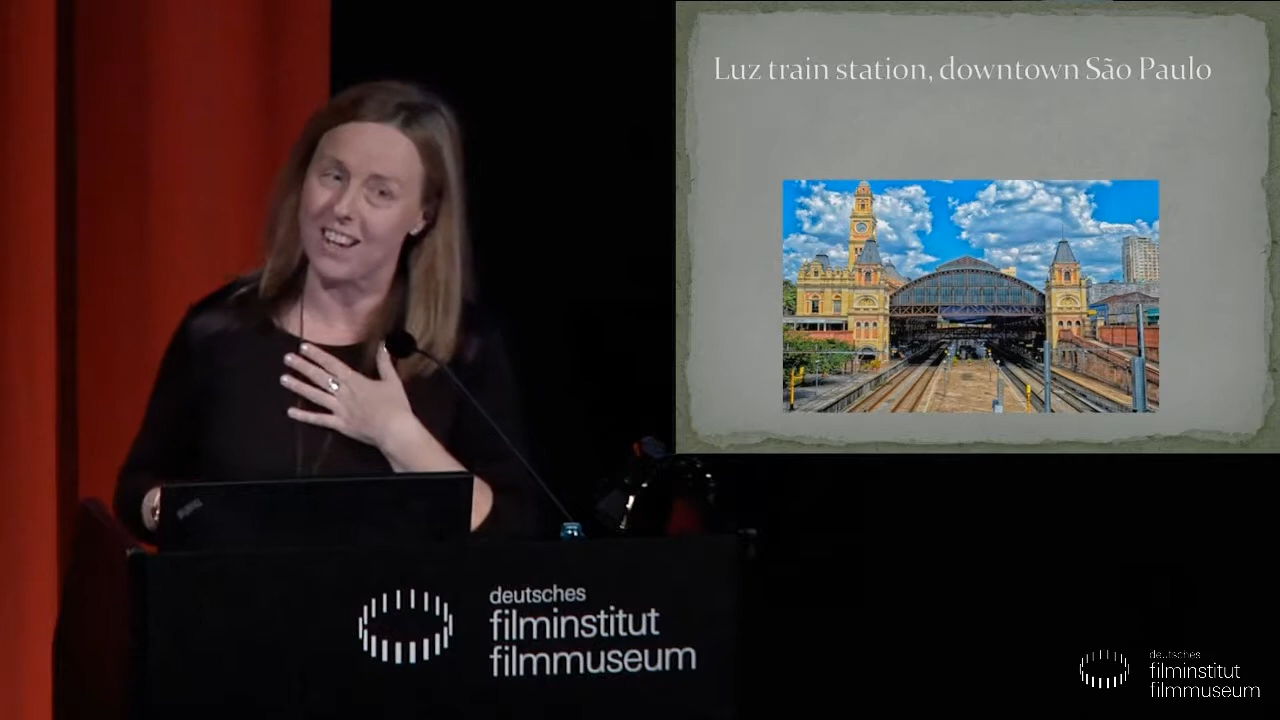 Luz train station, downtown São Paulo
deutsches
filminstitut
filmmuseum
deutsches
filminstitut
filmmuseum